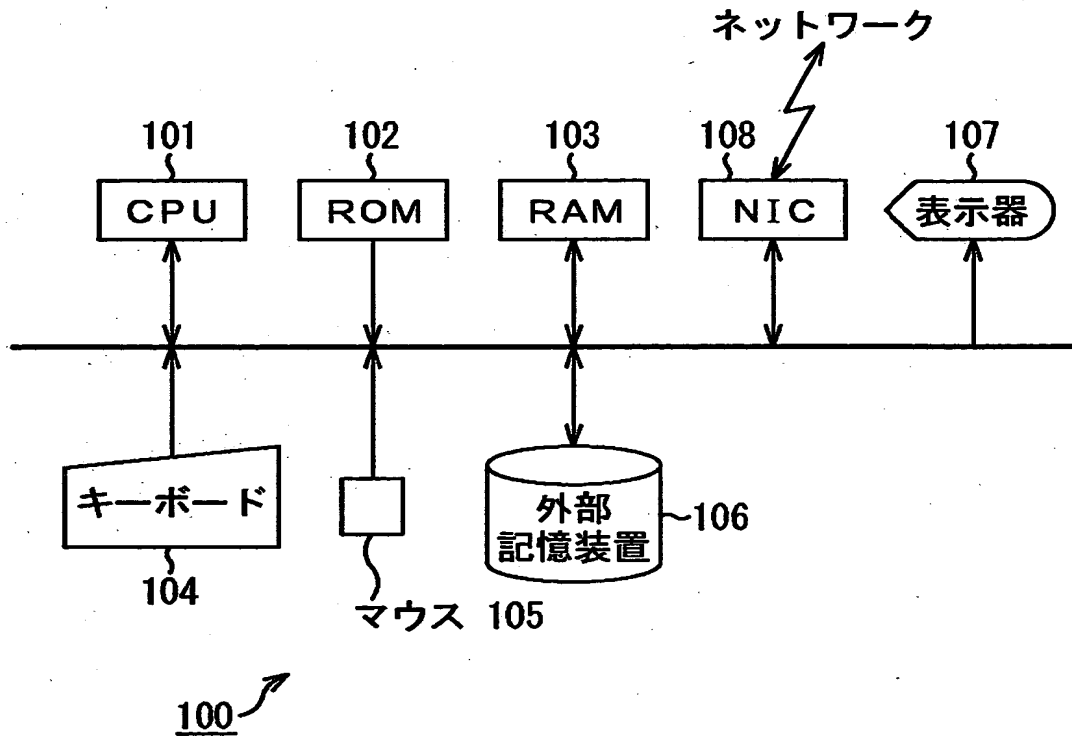 ネットワーク
101
102
103
108
107
CPU
ROM
RAM
NIC
表示器
キーボード
外部
記憶装置
106
104
マウス 105
100